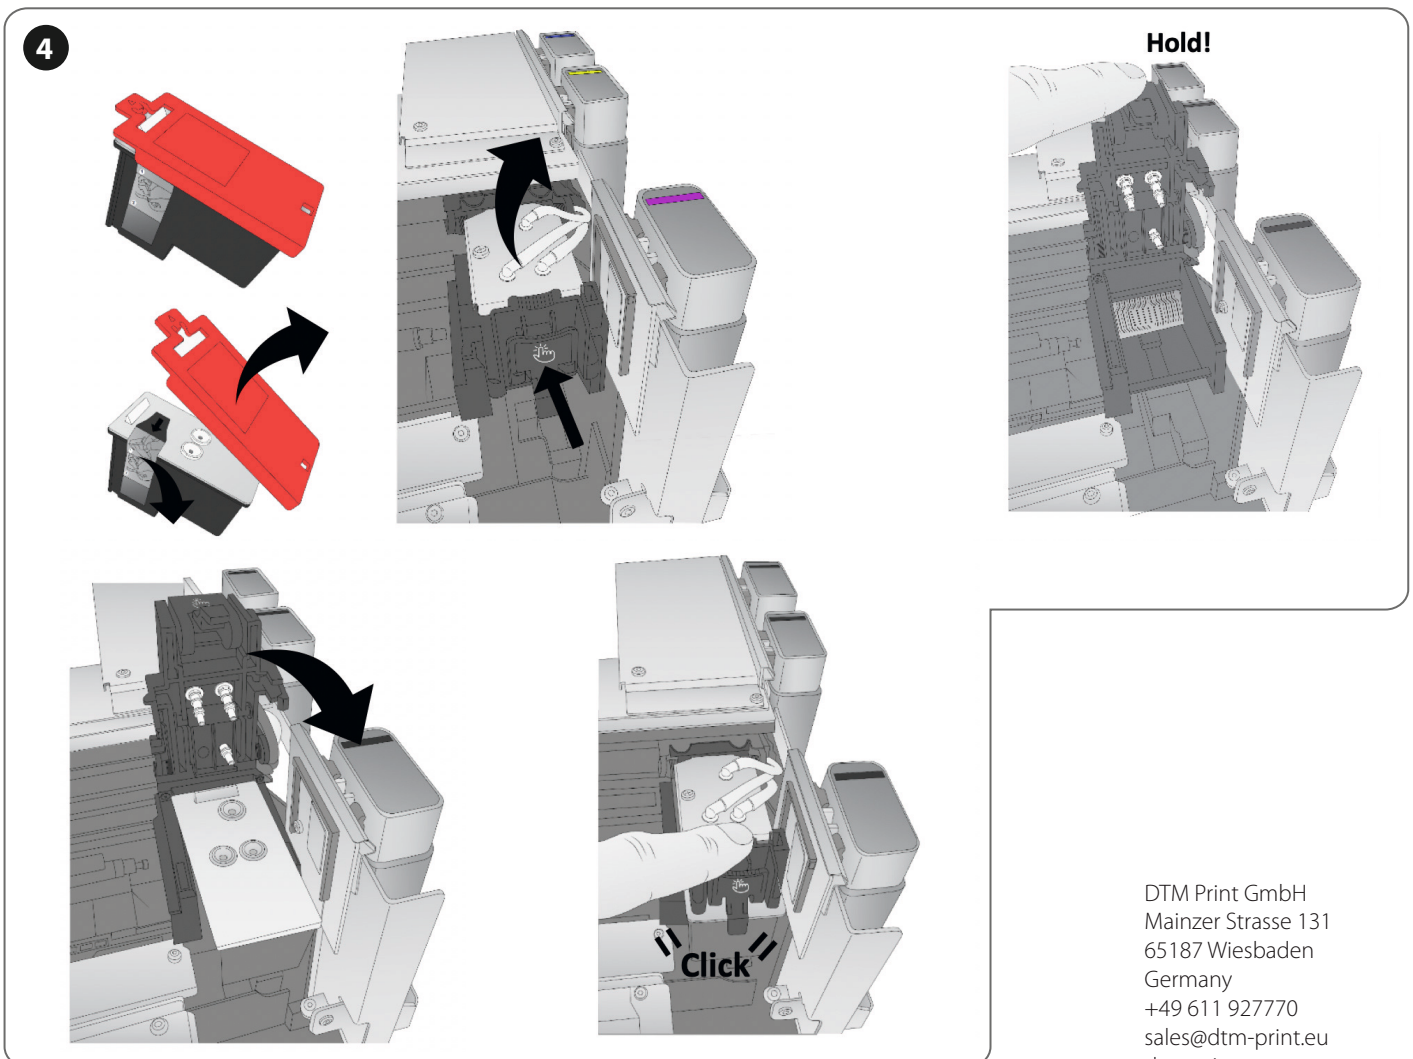 4
Hold!
Click
DTM Print GmbH
Mainzer Strasse 131
65187 Wiesbaden
Germany
+49 611 927770
sales@dtm-print.eu